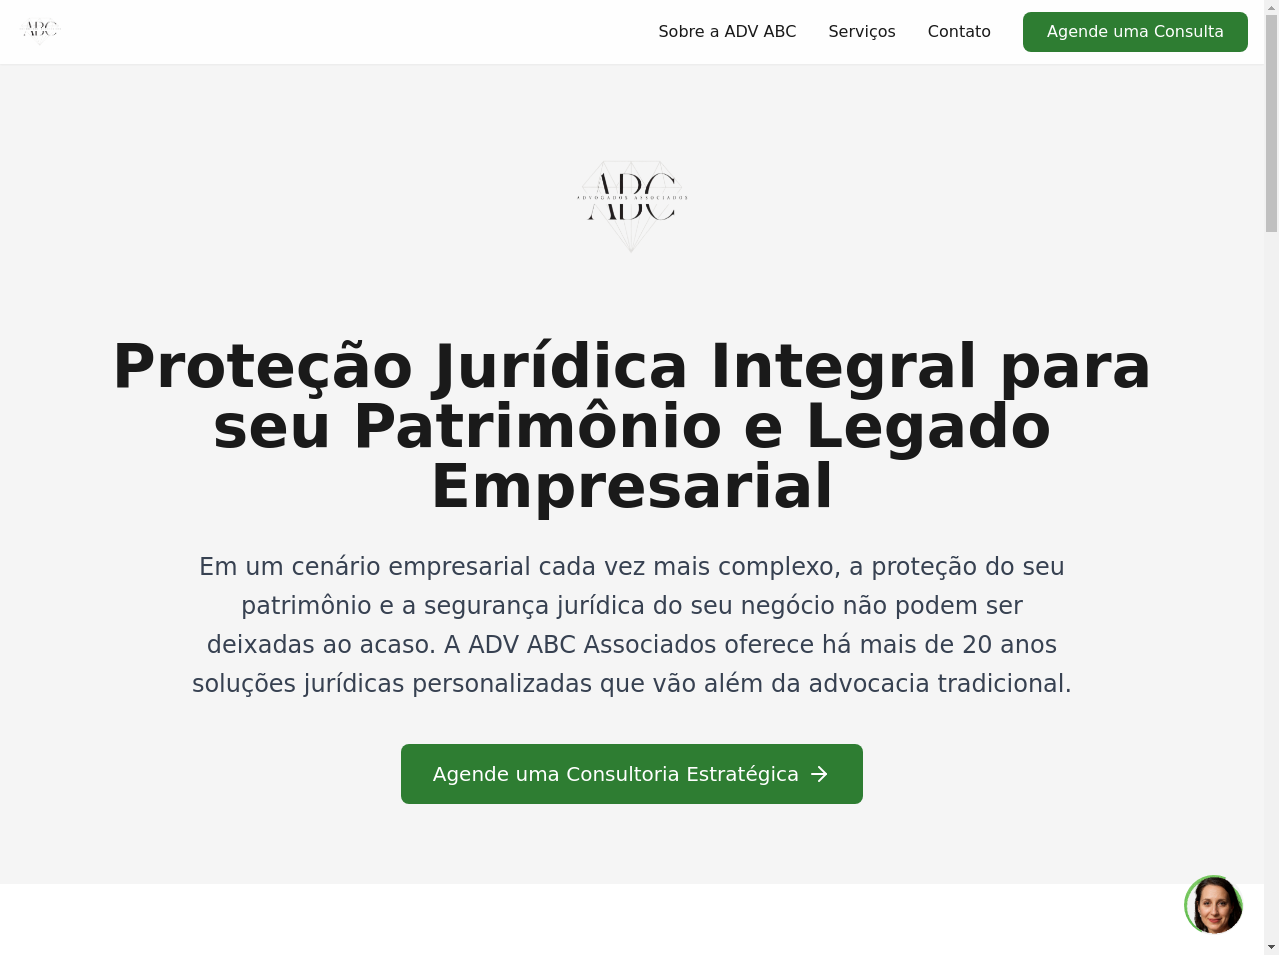 ABC
Sobre a ADV ABC
Serviços
Contato
Agende uma Consulta
ABC
ADVOGADOS ASSOCIADOS
Proteção Jurídica Integral para
seu Patrimônio e Legado
Empresarial
Em um cenário empresarial cada vez mais complexo, a proteção do seu
patrimônio e a segurança jurídica do seu negócio não podem ser
deixadas ao acaso. A ADV ABC Associados oferece há mais de 20 anos
soluções jurídicas personalizadas que vão além da advocacia tradicional.
Agende uma Consultoria Estratégica